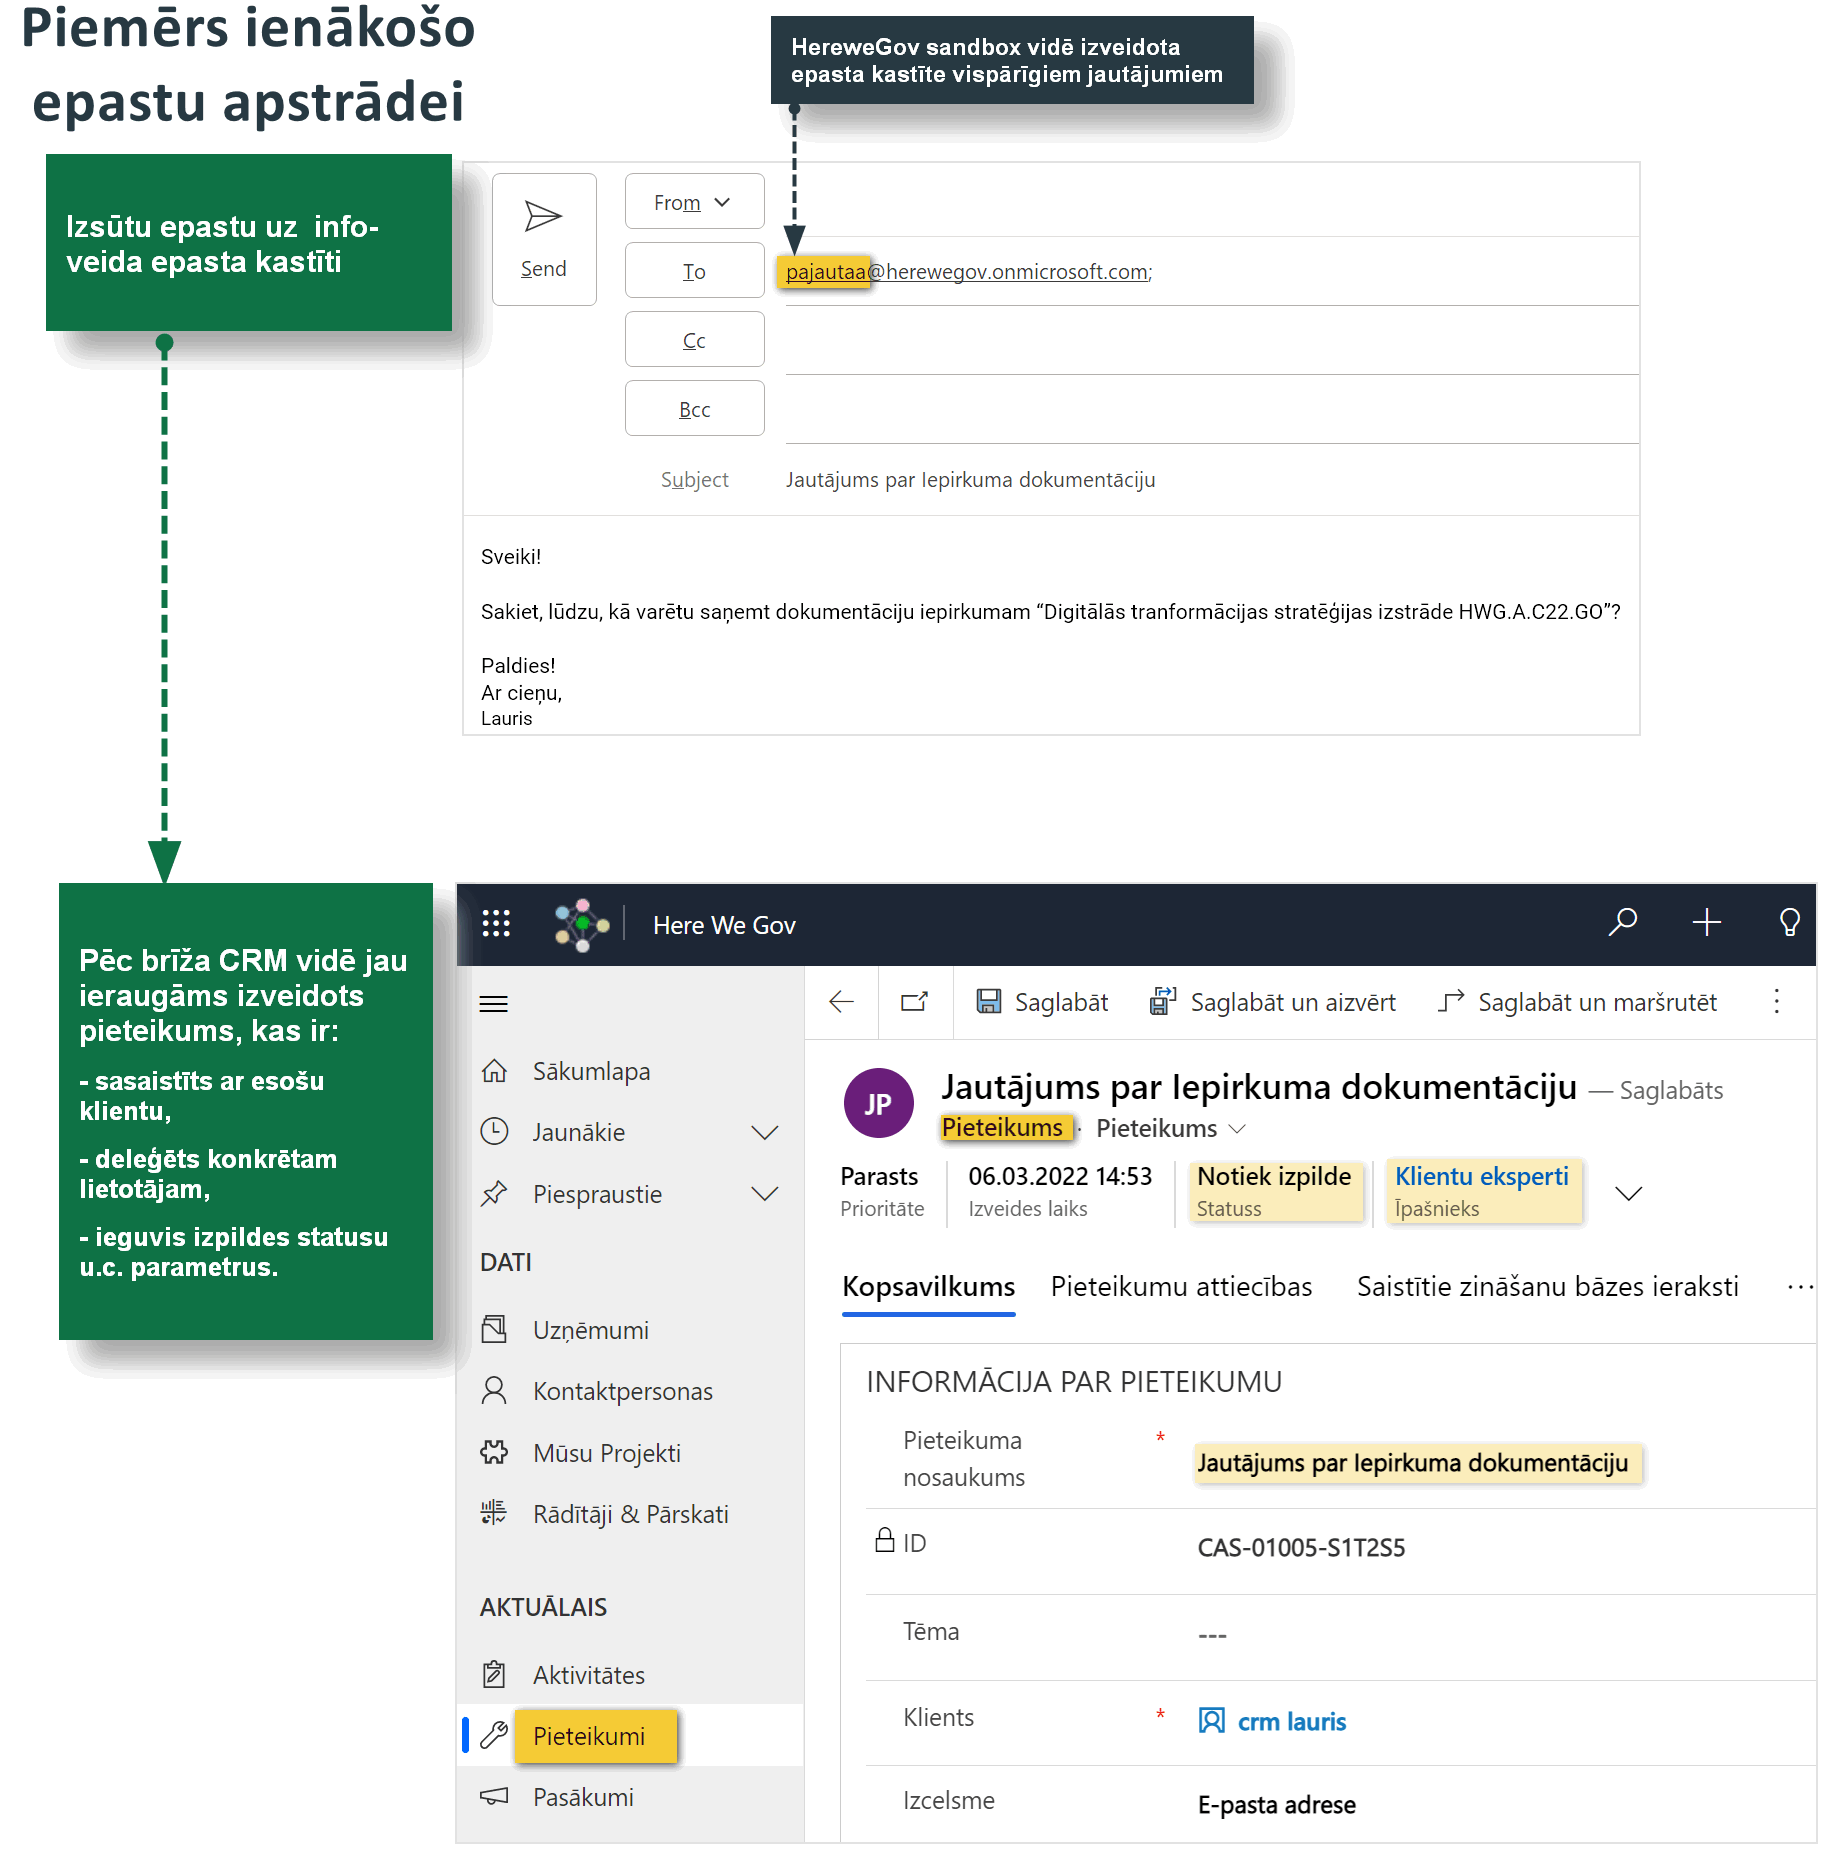 Piemērs ienākošo
epastu apstrādei
HereweGov sandbox vidē izveidota
epasta kastīte vispārīgiem jautājumiem
Izsūtu epastu uz  info-
veida epasta kastīti
Send
From
To
pajautaa@herewegov.onmicrosoft.com;
Cc
Bcc
Subject
Jautājums par Iepirkuma dokumentāciju
Sveiki!
Sakiet, lūdzu, kā varētu saņemt dokumentāciju iepirkumam “Digitālās tranformācijas stratēģijas izstrāde HWG.A.C22.GO”?
Paldies!
Ar cieņu,
Lauris
Pēc brīža CRM vidē jau
ieraugāms izveidots
pieteikums, kas ir:
- sasaistīts ar esošu
klientu,
- deleģēts konkrētam
lietotājam,
- ieguvis izpildes statusu
u.c. parametrus.
Here We Gov
Sākumlapa
Jaunākie
Piespraustie
DATI
Uzņēmumi
Kontaktpersonas
Mūsu Projekti
Rādītāji & Pārskati
AKTUĀLAIS
Aktivitātes
Pieteikumi
Pasākumi
Saglabāt
Saglabāt un aizvērt
Saglabāt un maršrutēt
JP
Jautājums par Iepirkuma dokumentāciju — Saglabāts
Pieteikums · Pieteikums
Parasts
Prioritāte
06.03.2022 14:53
Izveides laiks
Notiek izpilde
Statuss
Klientu eksperti
Īpašnieks
Kopsavilkums
Pieteikumu attiecības
Saistītie zināšanu bāzes ieraksti
...
INFORMĀCIJA PAR PIETEIKUMU
Pieteikuma
nosaukums
*
Jautājums par Iepirkuma dokumentāciju
ID
CAS-01005-S1T2S5
Tēma
---
Klients
*
crm lauris
Izcelsme
E-pasta adrese